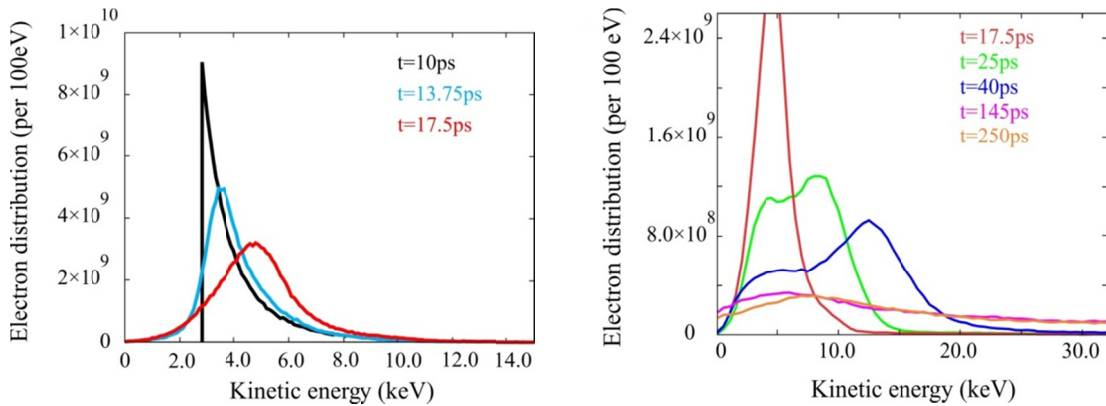 1×10^10
8×10^9
6×10^9
4×10^9
2×10^9
0
Electron distribution (per 100eV)
t=10ps
t=13.75ps
t=17.5ps
0 2.0 4.0 6.0 8.0 10.0 15.0
Kinetic energy (keV)
2.4×10^9
1.6×10^9
8.0×10^8
0
Electron distribution (per 100 eV)
t=17.5ps
t=25ps
t=40ps
t=145ps
t=250ps
0 10.0 20.0 30.0
Kinetic energy (keV)